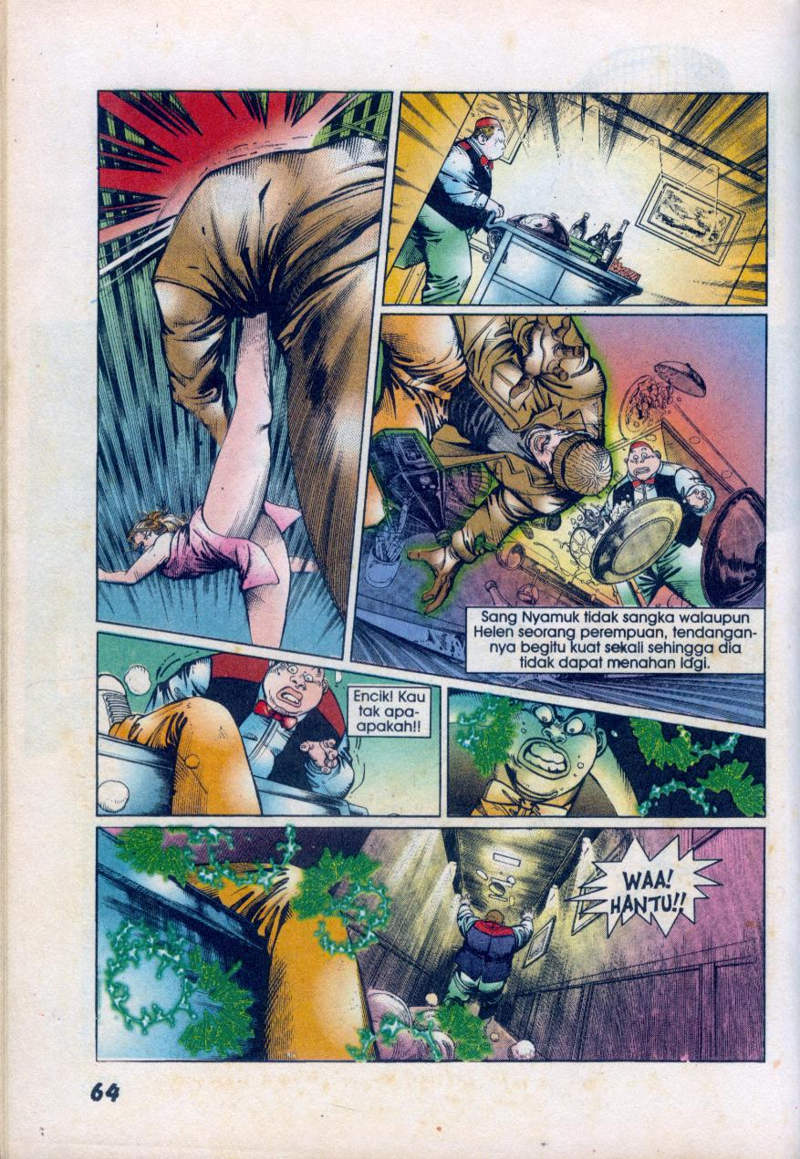 Sang Nyamuk tidak sangka walaupun
Helen seorang perempuan, tendangan-
nya begitu kuat sekali sehingga dia
tidak dapat menahan idgi.
Encik! Kau
tak apa-
apakah!!
WAA!
HANTU!!
64